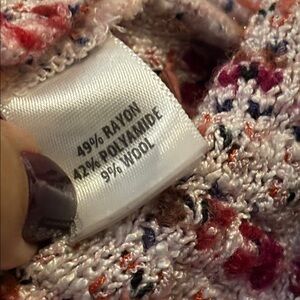 49% RAYON
42% POLYAMIDE
9% WOOL